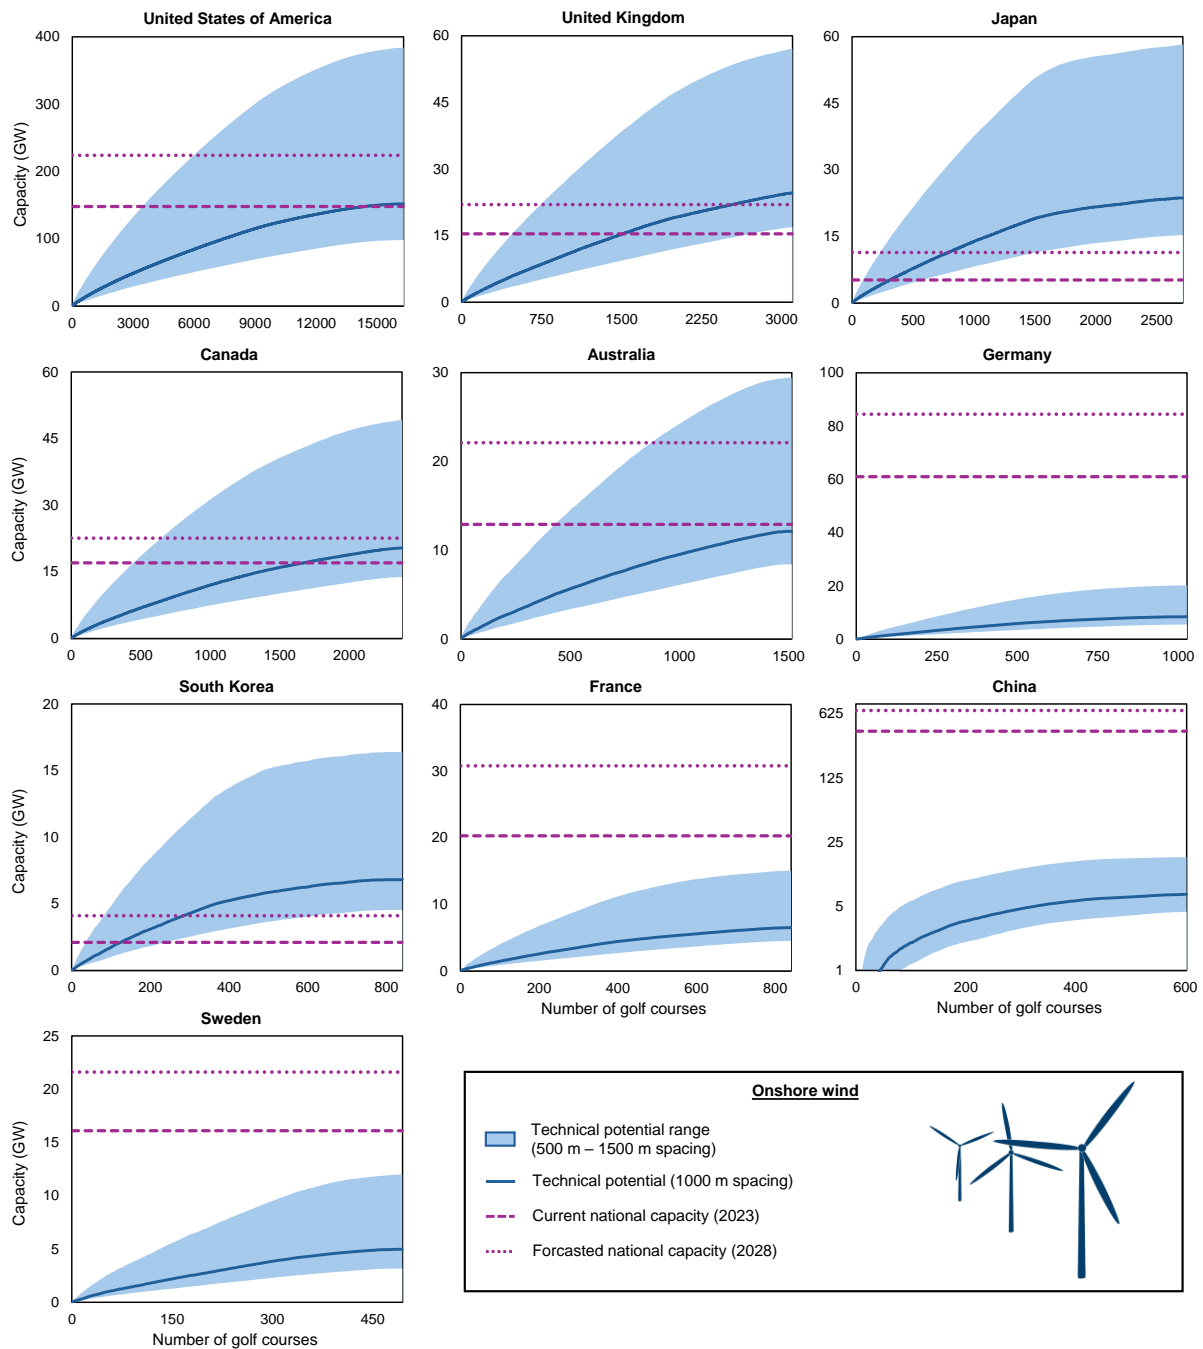 United States of America
Capacity (GW)
400
300
200
100
0
0 3000 6000 9000 12000 15000
United Kingdom
60
45
30
15
0
0 750 1500 2250 3000
Japan
60
45
30
15
0
0 500 1000 1500 2000 2500
Canada
Capacity (GW)
60
45
30
15
0
0 500 1000 1500 2000
Australia
30
20
10
0
0 500 1000 1500
Germany
100
80
60
40
20
0
0 250 500 750 1000
South Korea
Capacity (GW)
20
15
10
5
0
0 200 400 600 800
France
40
30
20
10
0
0 200 400 600 800
Number of golf courses
China
625
125
25
5
1
200 400 600
Number of golf courses
Sweden
Capacity (GW)
25
20
15
10
5
0
0 150 300 450
Number of golf courses
Onshore wind
Technical potential range
(500 m – 1500 m spacing)
Technical potential (1000 m spacing)
Current national capacity (2023)
Forcasted national capacity (2028)